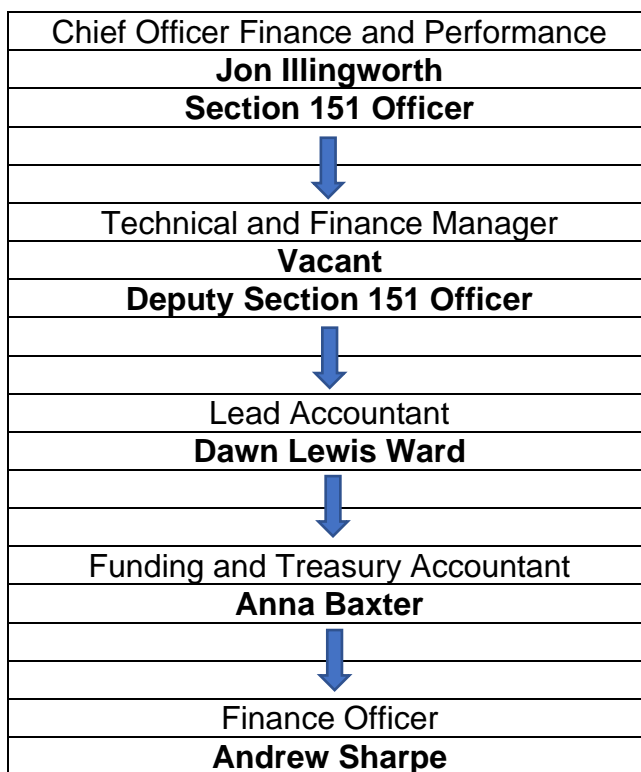 Chief Officer Finance and Performance
Jon Illingworth
Section 151 Officer
Technical and Finance Manager
Vacant
Deputy Section 151 Officer
Lead Accountant
Dawn Lewis Ward
Funding and Treasury Accountant
Anna Baxter
Finance Officer
Andrew Sharpe